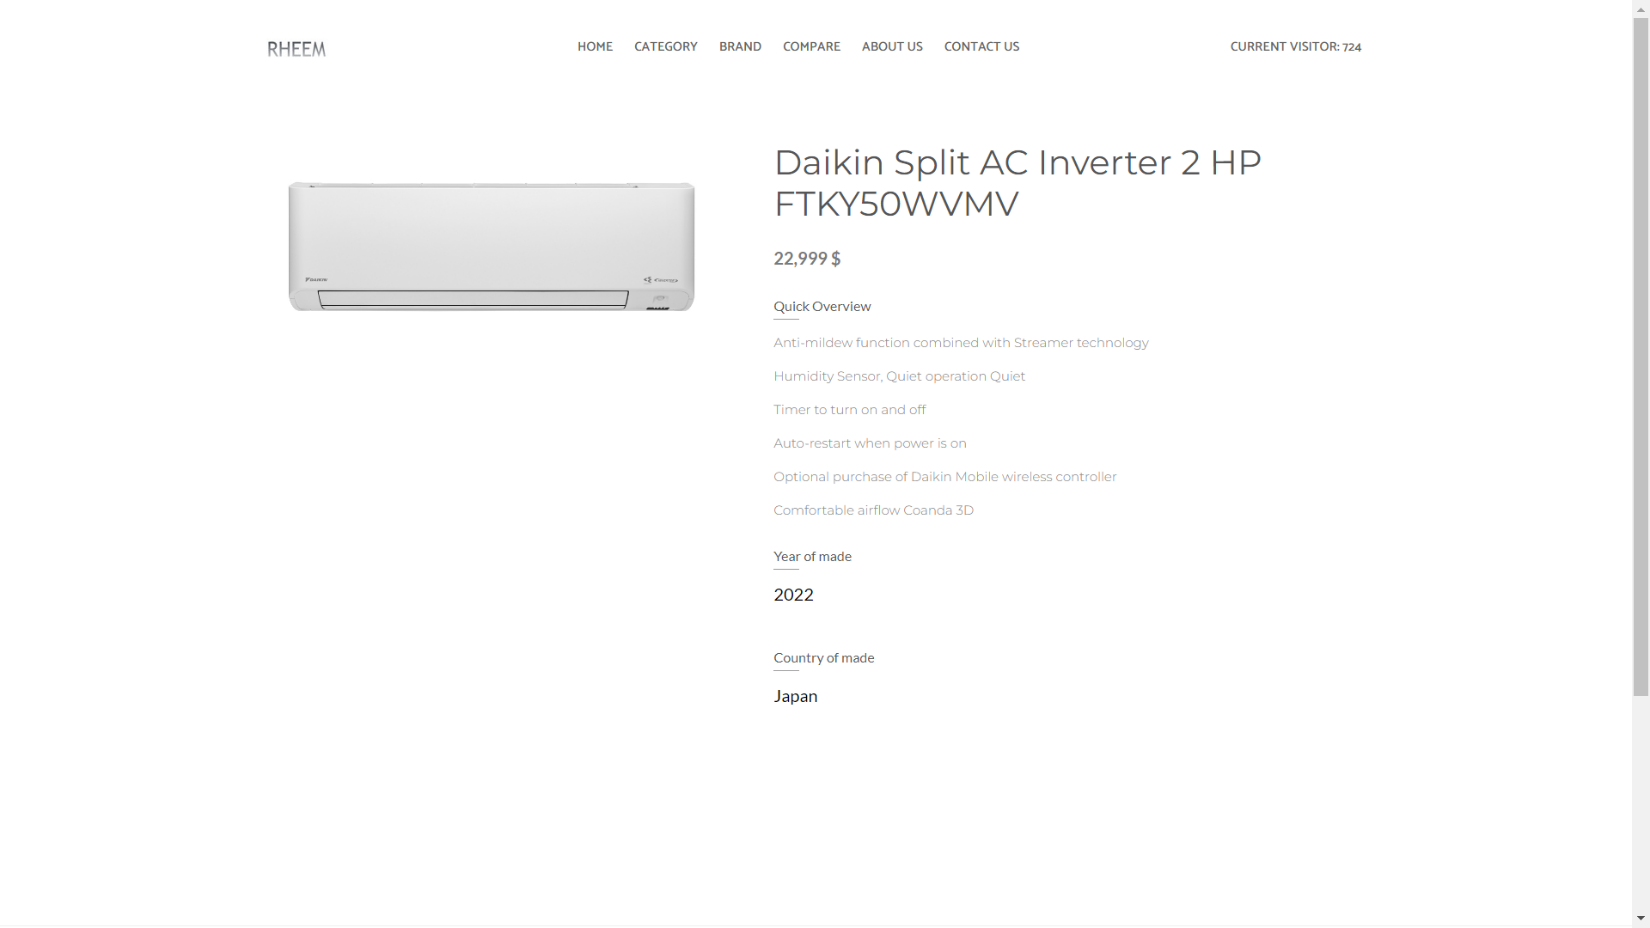 RHEEM
HOME CATEGORY BRAND COMPARE ABOUT US CONTACT US
CURRENT VISITOR: 724
Daikin Split AC Inverter 2 HP
FTKY50WVMV
22,999 $
Quick Overview
Anti-mildew function combined with Streamer technology
Humidity Sensor, Quiet operation Quiet
Timer to turn on and off
Auto-restart when power is on
Optional purchase of Daikin Mobile wireless controller
Comfortable airflow Coanda 3D
Year of made
2022
Country of made
Japan